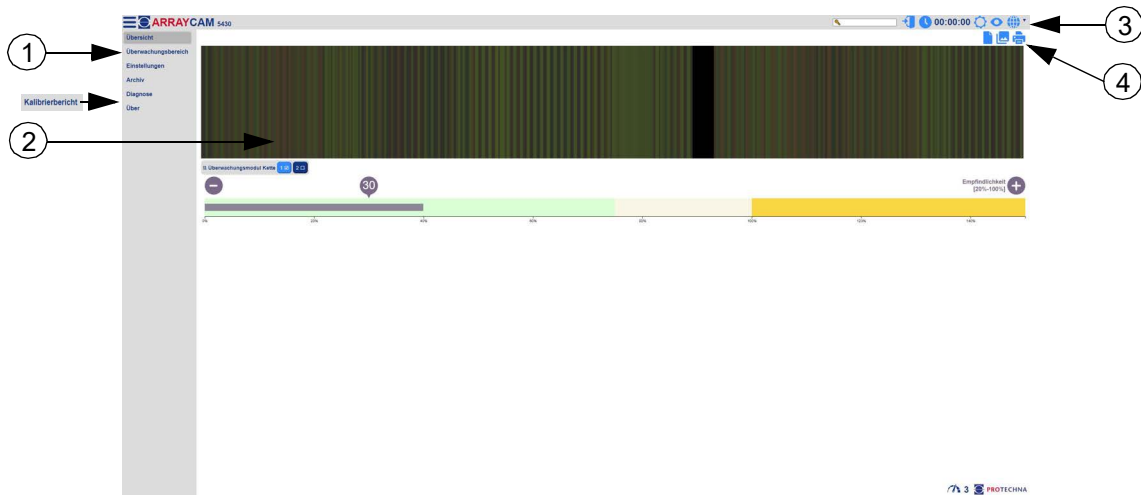 ARRAYCAM 5430
00:00:00
3
Übersicht
1
Überwachungsbereich
Einstellungen
Archiv
4
Diagnose
Kalibrierbericht
Über
2
Überwachungsmodul Kette 1 2
30
Empfindlichkeit
[20%-100%]
0% 20% 40% 60% 80% 100% 120% 140%
3 PROTECHNA